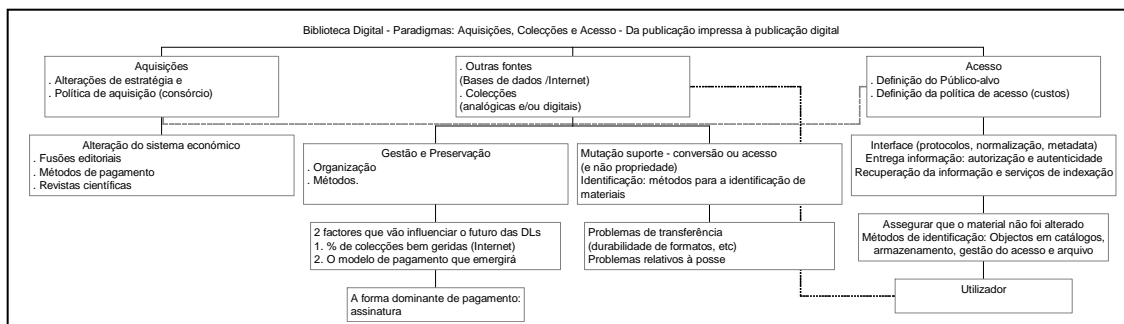 Biblioteca Digital - Paradigmas: Aquisições, Colecções e Acesso - Da publicação impressa à publicação digital
Aquisições
. Alterações de estratégia e
. Política de aquisição (consórcio)
. Outras fontes
(Bases de dados /Internet)
. Colecções
(analógicas e/ou digitais)
Acesso
. Definição do Público-alvo
. Definição da política de acesso (custos)
Alteração do sistema económico
. Fusões editoriais
. Métodos de pagamento
. Revistas científicas
Gestão e Preservação
. Organização
. Métodos.
Mutação suporte - conversão ou acesso
(e não propriedade)
Identificação: métodos para a identificação de
materiais
Interface (protocolos, normalização, metadata)
Entrega informação: autorização e autenticidade
Recuperação da informação e serviços de indexação
2 factores que vão influenciar o futuro das DLs
1. % de colecções bem geridas (Internet)
2. O modelo de pagamento que emergirá
Problemas de transferência
(durabilidade de formatos, etc)
Problemas relativos à posse
Assegurar que o material não foi alterado
Métodos de identificação: Objectos em catálogos,
armazenamento, gestão do acesso e arquivo
A forma dominante de pagamento:
assinatura
Utilizador